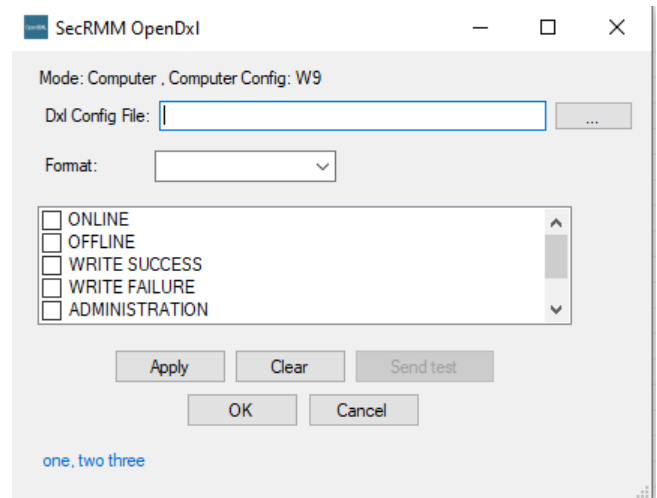 SecRMM OpenDxl
Mode: Computer , Computer Config: W9
Dxl Config File:
...
Format:
ONLINE
OFFLINE
WRITE SUCCESS
WRITE FAILURE
ADMINISTRATION
Apply Clear Send test
OK Cancel
one, two three